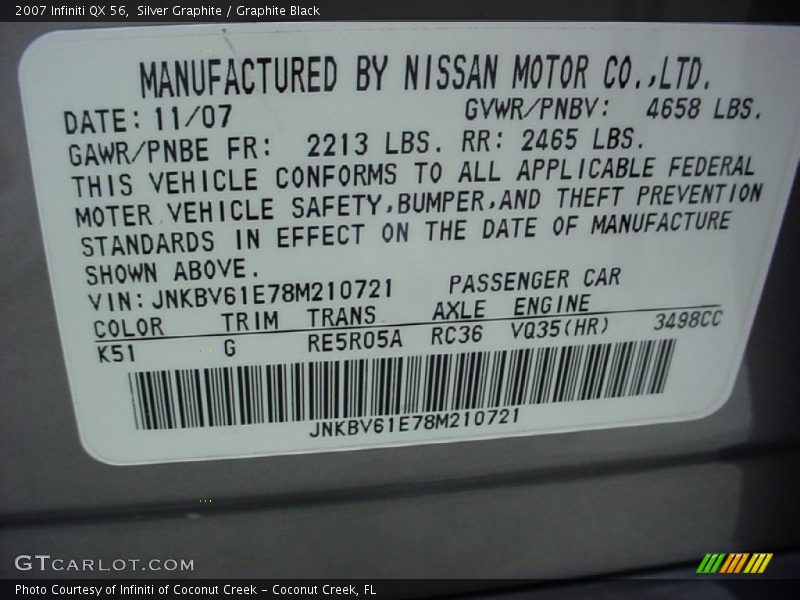 2007 Infiniti QX 56, Silver Graphite / Graphite Black
MANUFACTURED BY NISSAN MOTOR CO.,LTD.
DATE: 11/07 GVWR/PNBV: 4658 LBS.
GAWR/PNBE FR: 2213 LBS. RR: 2465 LBS.
THIS VEHICLE CONFORMS TO ALL APPLICABLE FEDERAL
MOTER VEHICLE SAFETY,BUMPER,AND THEFT PREVENTION
STANDARDS IN EFFECT ON THE DATE OF MANUFACTURE
SHOWN ABOVE.
VIN: JNKBV61E78M210721 PASSENGER CAR
COLOR TRIM TRANS AXLE ENGINE
K51 G RE5R05A RC36 VQ35(HR) 3498CC
JNKBV61E78M210721
GTCARLOT.COM
Photo Courtesy of Infiniti of Coconut Creek - Coconut Creek, FL